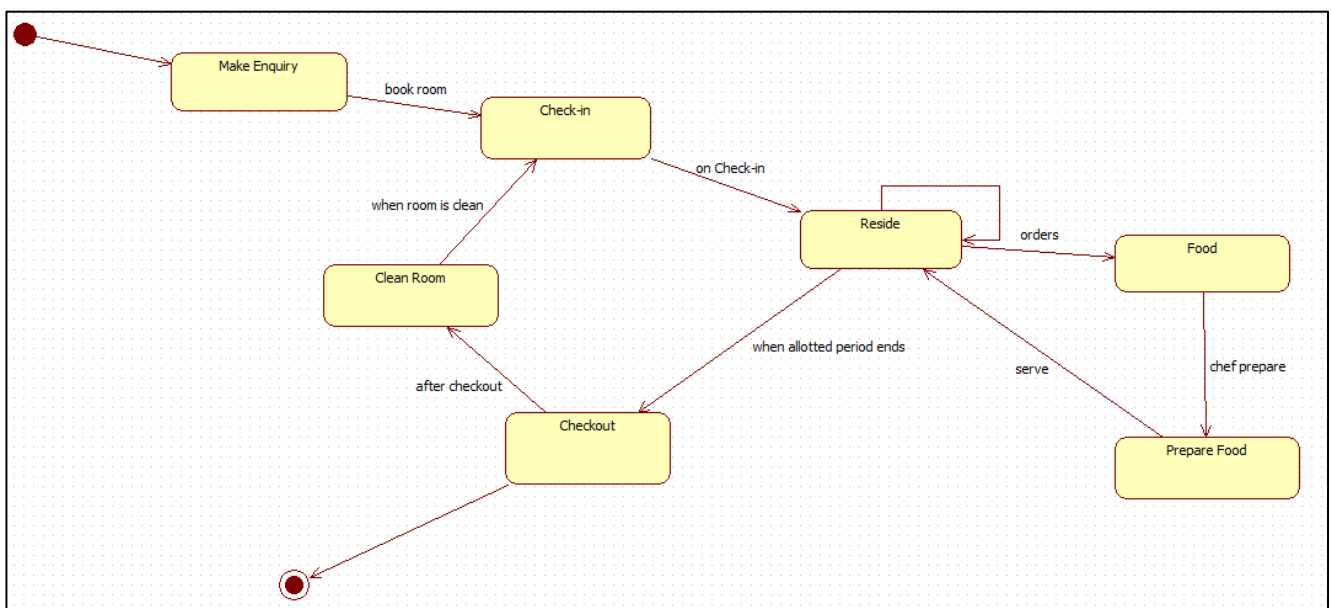 Make Enquiry
book room
Check-in
on Check-in
when room is clean
Reside
orders
Food
Clean Room
when allotted period ends
serve
chef prepare
after checkout
Checkout
Prepare Food